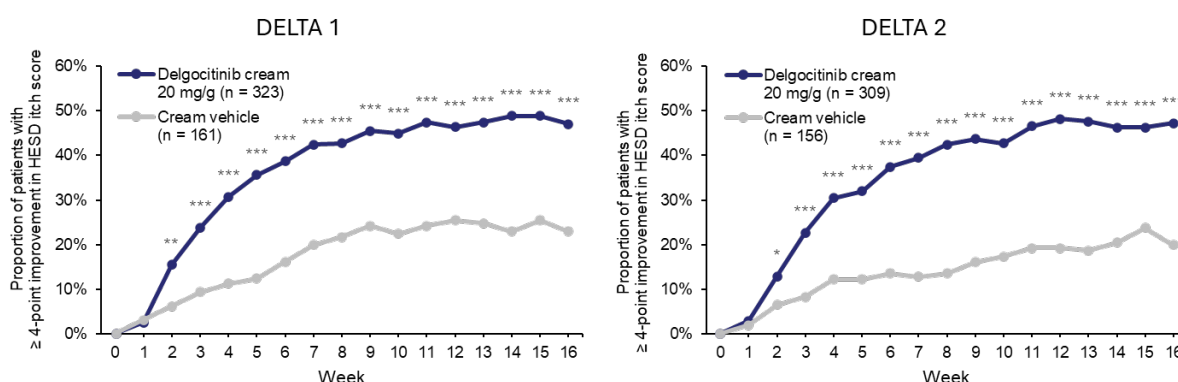 DELTA 1
Proportion of patients with
≥ 4-point improvement in HESD itch score
60%
50%
40%
30%
20%
10%
0%
Delgocitinib cream
20 mg/g (n = 323)
Cream vehicle
(n = 161)
** *** *** *** *** *** *** *** *** *** *** *** *** *** ***
0 1 2 3 4 5 6 7 8 9 10 11 12 13 14 15 16
Week
DELTA 2
Proportion of patients with
≥ 4-point improvement in HESD itch score
60%
50%
40%
30%
20%
10%
0%
Delgocitinib cream
20 mg/g (n = 309)
Cream vehicle
(n = 156)
* *** *** *** *** *** *** *** *** *** *** *** *** *** **
0 1 2 3 4 5 6 7 8 9 10 11 12 13 14 15 16
Week